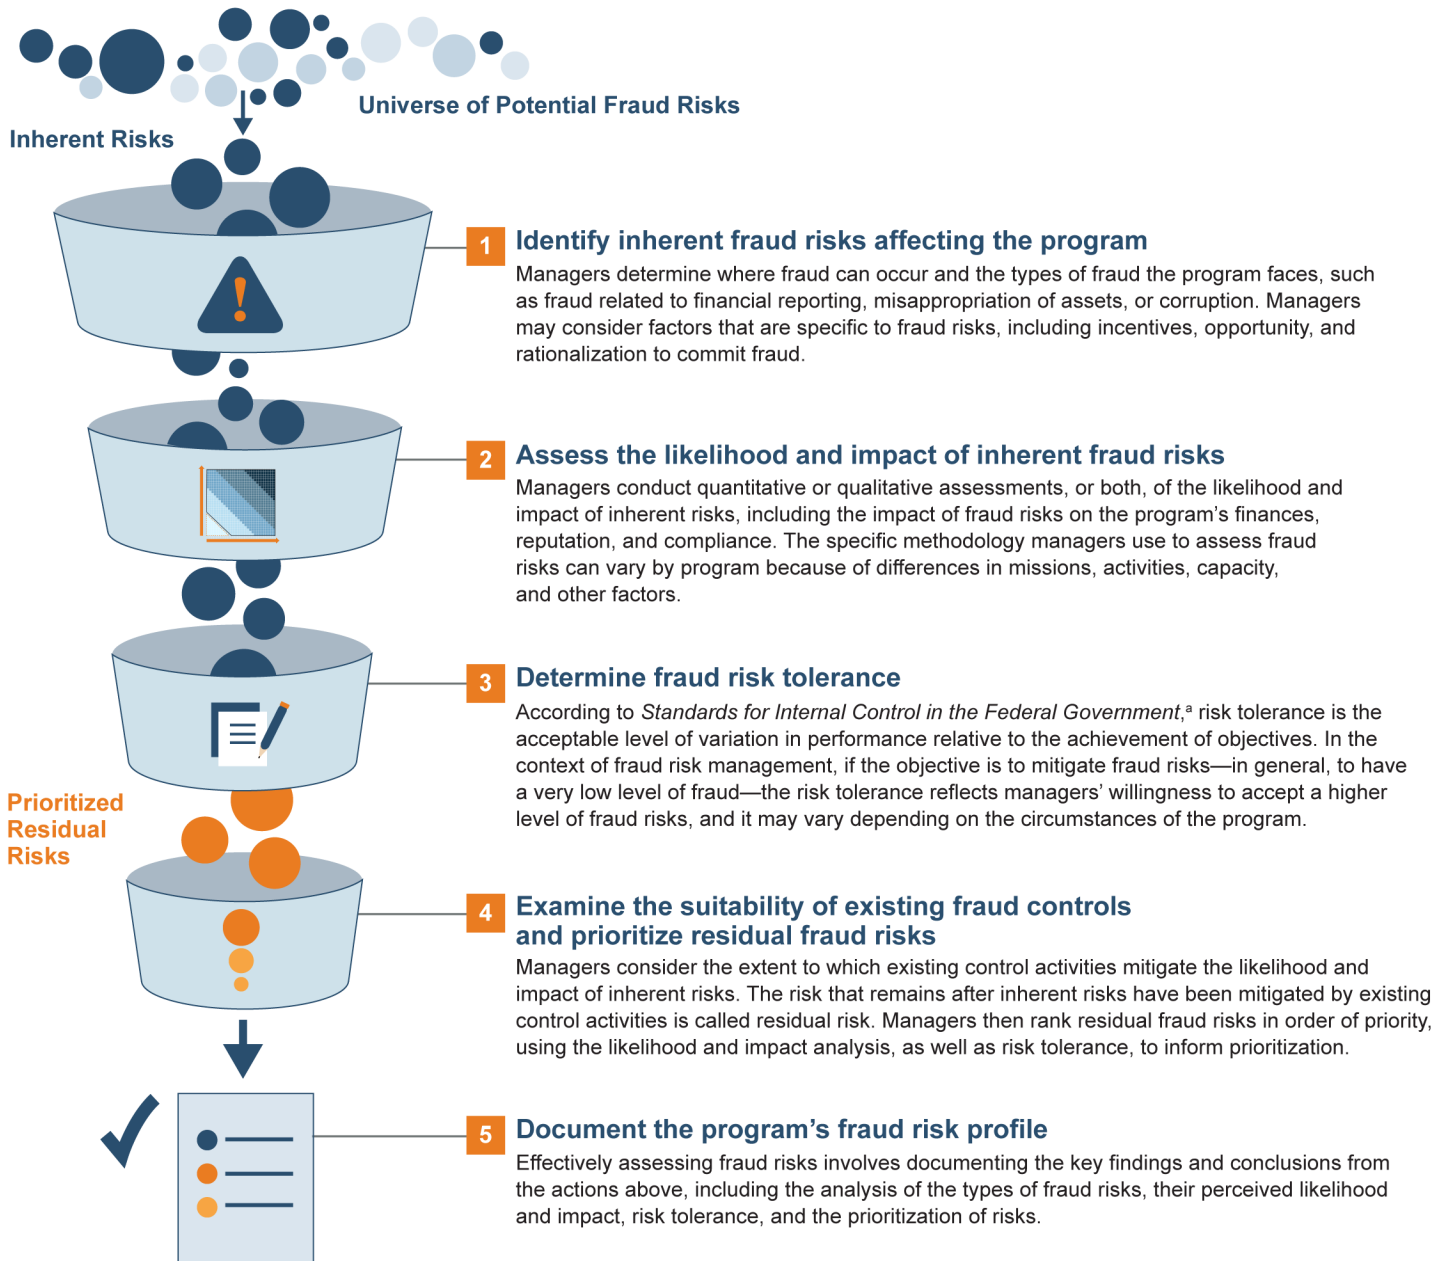 Universe of Potential Fraud Risks
Inherent Risks
1
Identify inherent fraud risks affecting the program
Managers determine where fraud can occur and the types of fraud the program faces, such
as fraud related to financial reporting, misappropriation of assets, or corruption. Managers
may consider factors that are specific to fraud risks, including incentives, opportunity, and
rationalization to commit fraud.
2
Assess the likelihood and impact of inherent fraud risks
Managers conduct quantitative or qualitative assessments, or both, of the likelihood and
impact of inherent risks, including the impact of fraud risks on the program’s finances,
reputation, and compliance. The specific methodology managers use to assess fraud
risks can vary by program because of differences in missions, activities, capacity,
and other factors.
3
Determine fraud risk tolerance
According to Standards for Internal Control in the Federal Government,ᵃ risk tolerance is the
acceptable level of variation in performance relative to the achievement of objectives. In the
context of fraud risk management, if the objective is to mitigate fraud risks—in general, to have
a very low level of fraud—the risk tolerance reflects managers’ willingness to accept a higher
level of fraud risks, and it may vary depending on the circumstances of the program.
Prioritized
Residual
Risks
4
Examine the suitability of existing fraud controls
and prioritize residual fraud risks
Managers consider the extent to which existing control activities mitigate the likelihood and
impact of inherent risks. The risk that remains after inherent risks have been mitigated by existing
control activities is called residual risk. Managers then rank residual fraud risks in order of priority,
using the likelihood and impact analysis, as well as risk tolerance, to inform prioritization.
5
Document the program’s fraud risk profile
Effectively assessing fraud risks involves documenting the key findings and conclusions from
the actions above, including the analysis of the types of fraud risks, their perceived likelihood
and impact, risk tolerance, and the prioritization of risks.